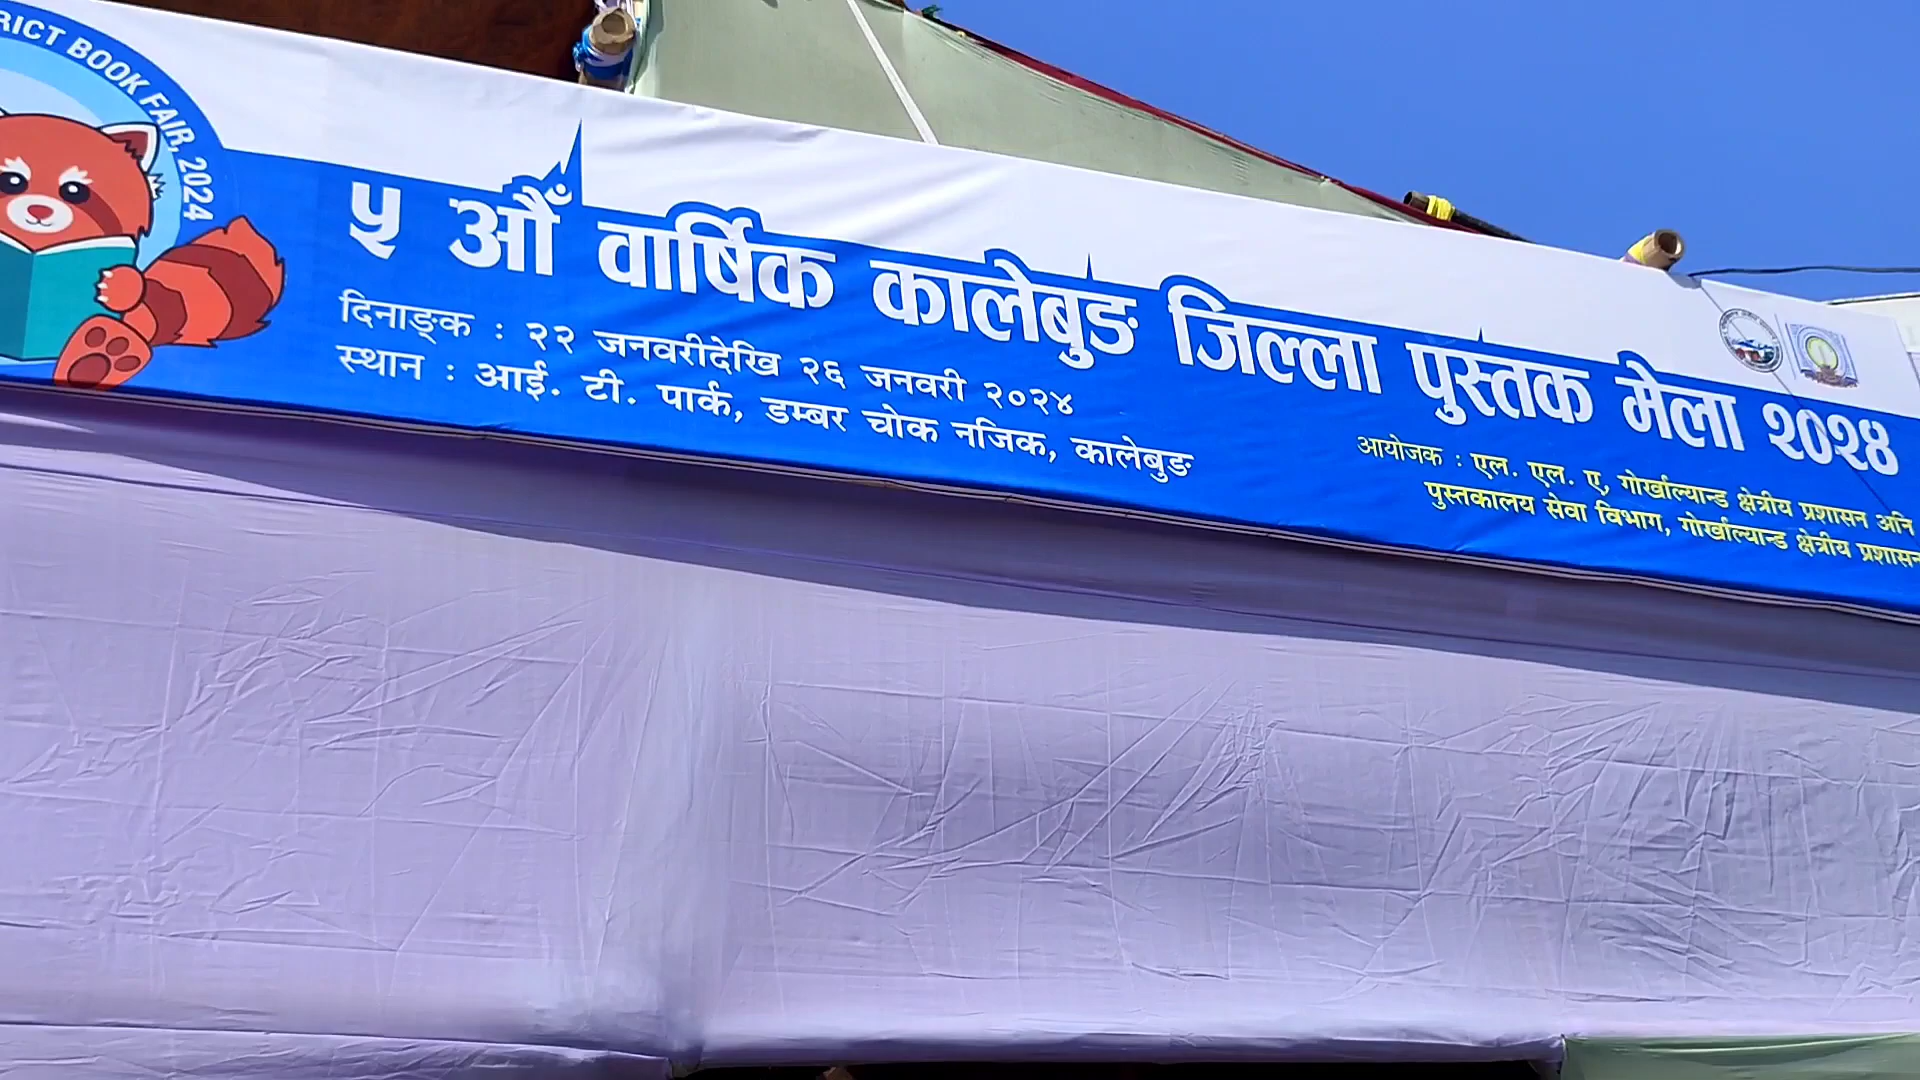 RICT BOOK FAIR, 2024
५ औँ वार्षिक कालेबुङ जिल्ला पुस्तक मेला २०२४
दिनाङ्क : २२ जनवरीदेखि २६ जनवरी २०२४
स्थान : आई. टी. पार्क, डम्बर चोक नजिक, कालेबुङ
आयोजक : एल. एल. ए, गोर्खाल्यान्ड क्षेत्रीय प्रशासन अनि
पुस्तकालय सेवा विभाग, गोर्खाल्यान्ड क्षेत्रीय प्रशासन